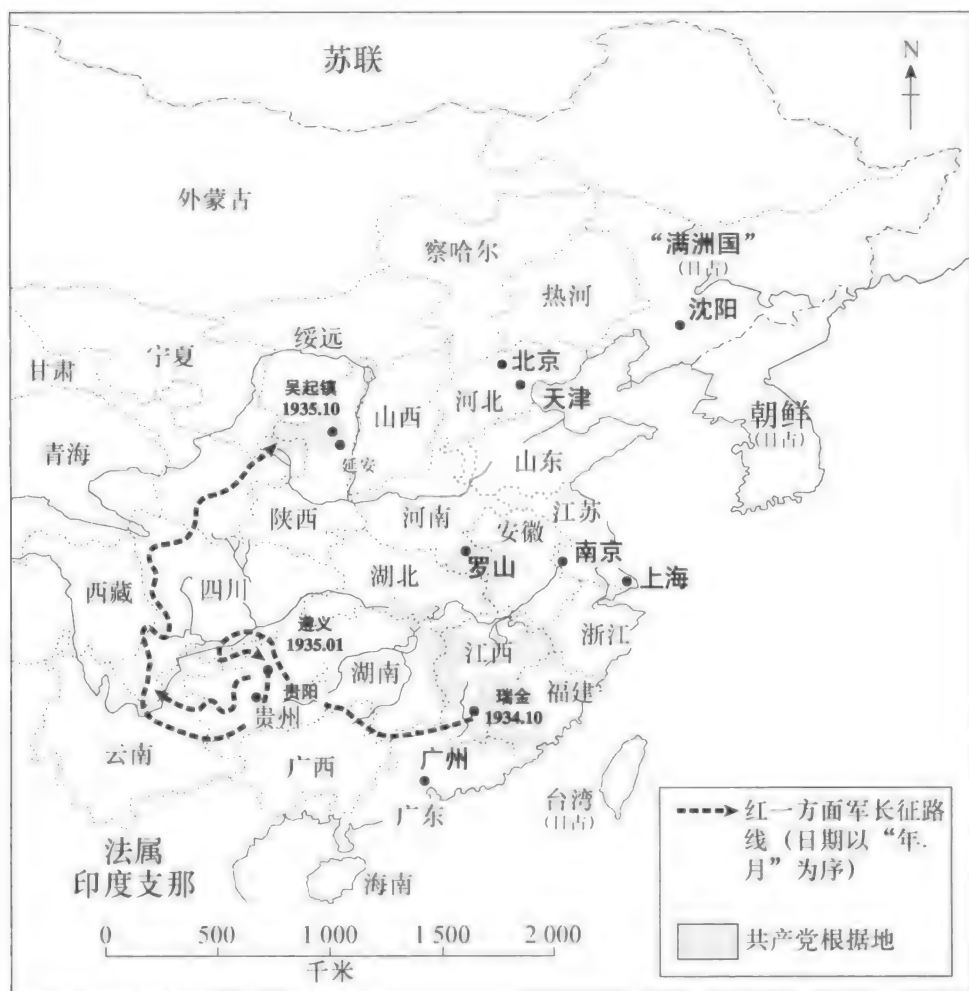 苏联
N
外蒙古
察哈尔
“满洲国”
(日占)
热河
沈阳
绥远
宁夏
甘肃
北京
天津
吴起镇
1935.10
河北
山西
朝鲜
(日占)
青海
延安
山东
陕西
河南
江苏
安徽
罗山
南京
湖北
上海
西藏
四川
遵义
1935.01
浙江
江西
湖南
贵阳
瑞金
1934.10
福建
贵州
云南
广西
广州
广东
台湾
(日占)
法属
印度支那
海南
红一方面军长征路
线（日期以“年.
月”为序）
共产党根据地
0 500 1 000 1 500 2 000
千米